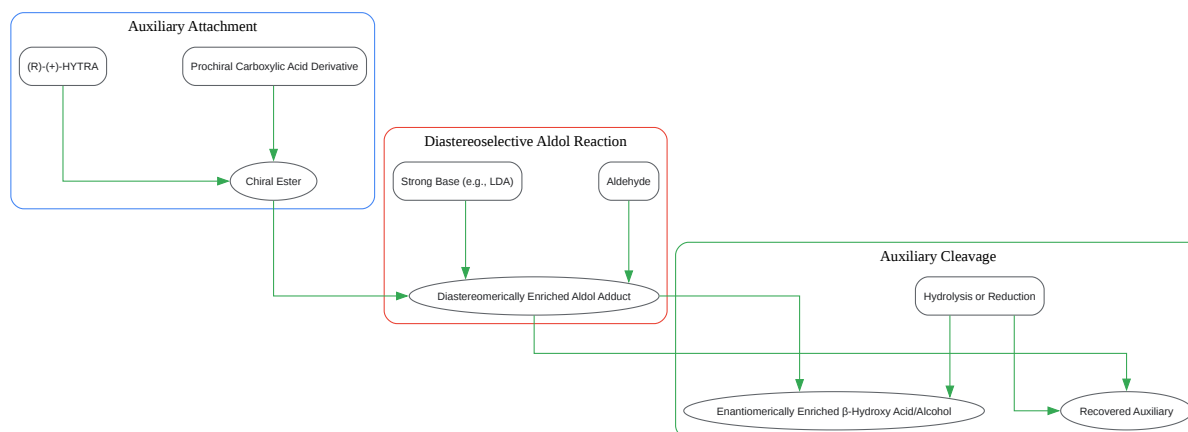 Auxiliary Attachment
(R)-(+)-HYTRA
Prochiral Carboxylic Acid Derivative
Chiral Ester
Diastereoselective Aldol Reaction
Strong Base (e.g., LDA)
Aldehyde
Diastereomerically Enriched Aldol Adduct
Auxiliary Cleavage
Hydrolysis or Reduction
Enantiomerically Enriched β-Hydroxy Acid/Alcohol
Recovered Auxiliary